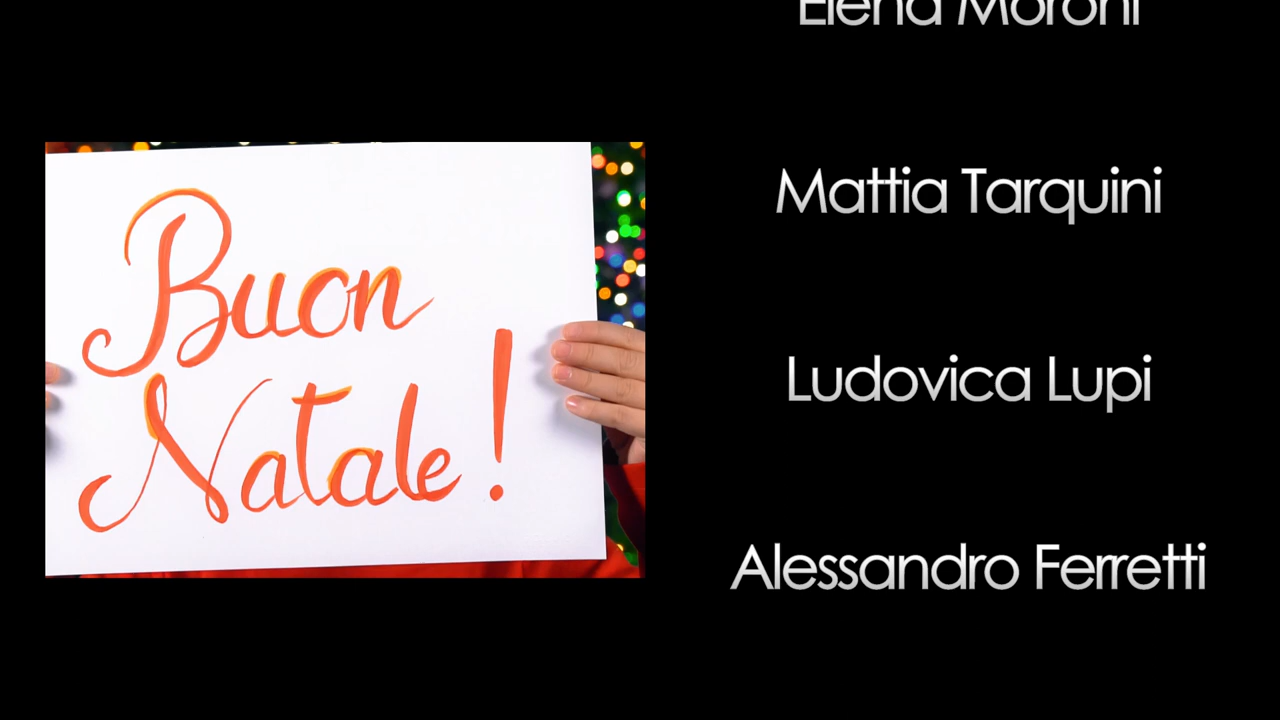 Buon
Natale!
Elena Moroni
Mattia Tarquini
Ludovica Lupi
Alessandro Ferretti